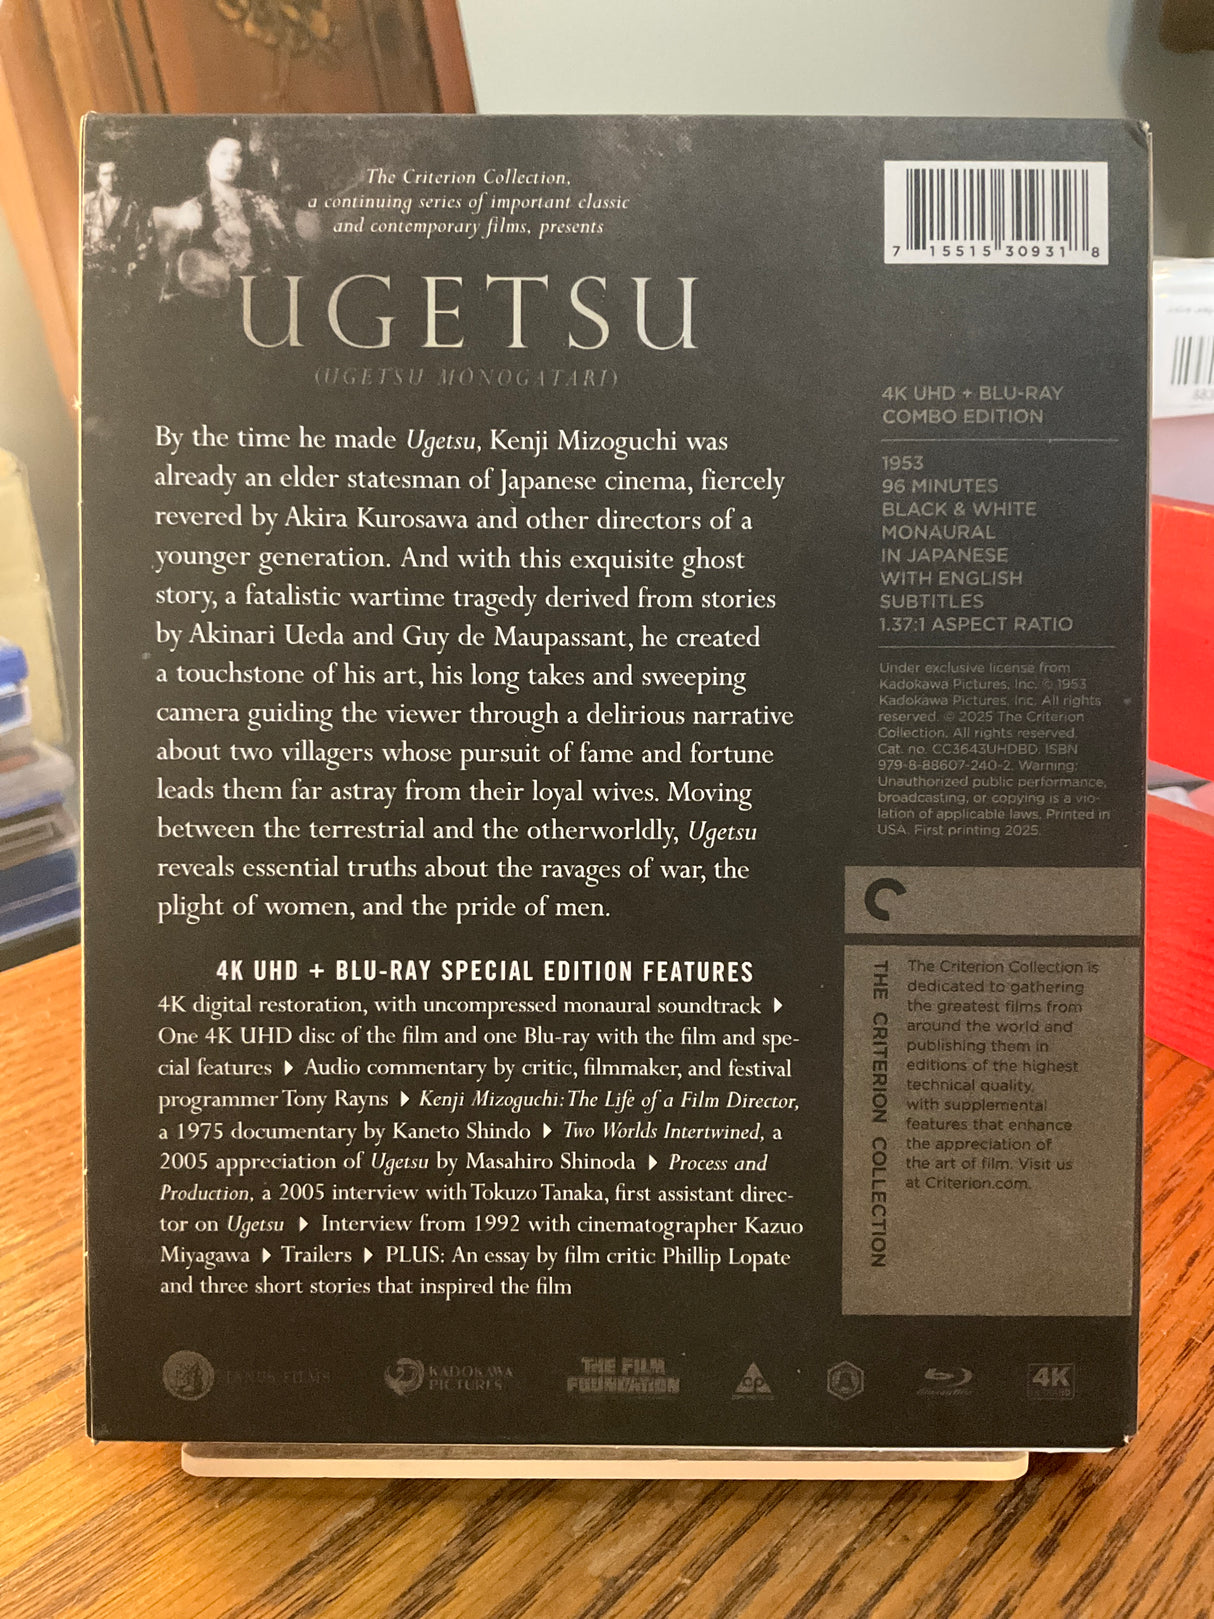 The Criterion Collection,
a continuing series of important classic
and contemporary films, presents
UGETSU
(UGETSU MONOGATARI)
By the time he made Ugetsu, Kenji Mizoguchi was
already an elder statesman of Japanese cinema, fiercely
revered by Akira Kurosawa and other directors of a
younger generation. And with this exquisite ghost
story, a fatalistic wartime tragedy derived from stories
by Akinari Ueda and Guy de Maupassant, he created
a touchstone of his art, his long takes and sweeping
camera guiding the viewer through a delirious narrative
about two villagers whose pursuit of fame and fortune
leads them far astray from their loyal wives. Moving
between the terrestrial and the otherworldly, Ugetsu
reveals essential truths about the ravages of war, the
plight of women, and the pride of men.
4K UHD + BLU-RAY SPECIAL EDITION FEATURES
4K digital restoration, with uncompressed monaural soundtrack
One 4K UHD disc of the film and one Blu-ray with the film and spe-
cial features Audio commentary by critic, filmmaker, and festival
programmer Tony Rayns Kenji Mizoguchi: The Life of a Film Director,
a 1975 documentary by Kaneto Shindo Two Worlds Intertwined, a
2005 appreciation of Ugetsu by Masahiro Shinoda Process and
Production, a 2005 interview with Tokuzo Tanaka, first assistant direc-
tor on Ugetsu Interview from 1992 with cinematographer Kazuo
Miyagawa Trailers PLUS: An essay by film critic Phillip Lopate
and three short stories that inspired the film
7 15515 30931 8
4K UHD + BLU-RAY
COMBO EDITION
1953
96 MINUTES
BLACK & WHITE
MONAURAL
IN JAPANESE
WITH ENGLISH
SUBTITLES
1.37:1 ASPECT RATIO
Under exclusive license from
Kadokawa Pictures, Inc. © 1953
Kadokawa Pictures, Inc. All rights
reserved. © 2025 The Criterion
Collection. All rights reserved.
Cat. no. CC3643UHDBD. ISBN
979-8-88607-240-2. Warning:
Unauthorized public performance,
broadcasting, or copying is a vio-
lation of applicable laws. Printed in
USA. First printing 2025.
THE CRITERION COLLECTION
The Criterion Collection is
dedicated to gathering
the greatest films from
around the world and
publishing them in
editions of the highest
technical quality,
with supplemental
features that enhance
the appreciation of
the art of film. Visit us
at Criterion.com.
JANUS FILMS
KADOKAWA
PICTURES
THE FILM
FOUNDATION
Blu-ray Disc
4K